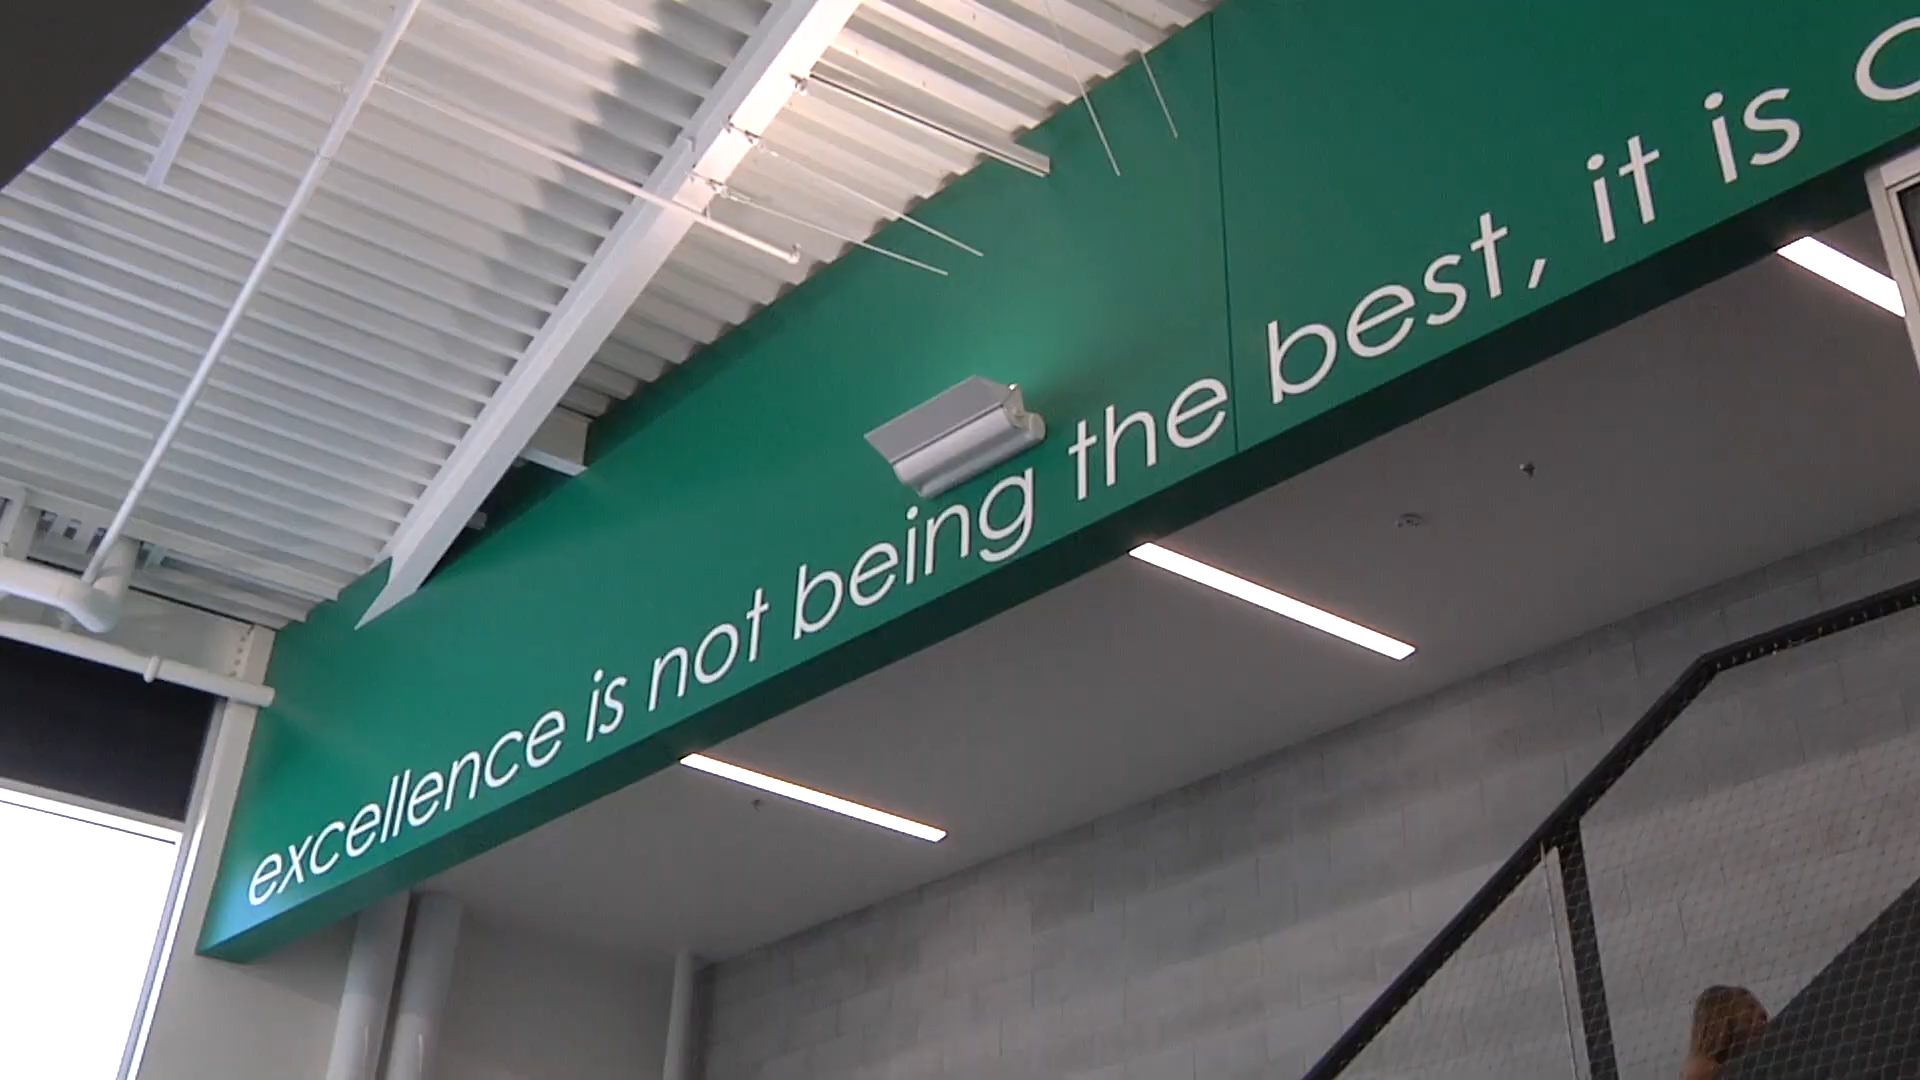 excellence is not being the best, it is